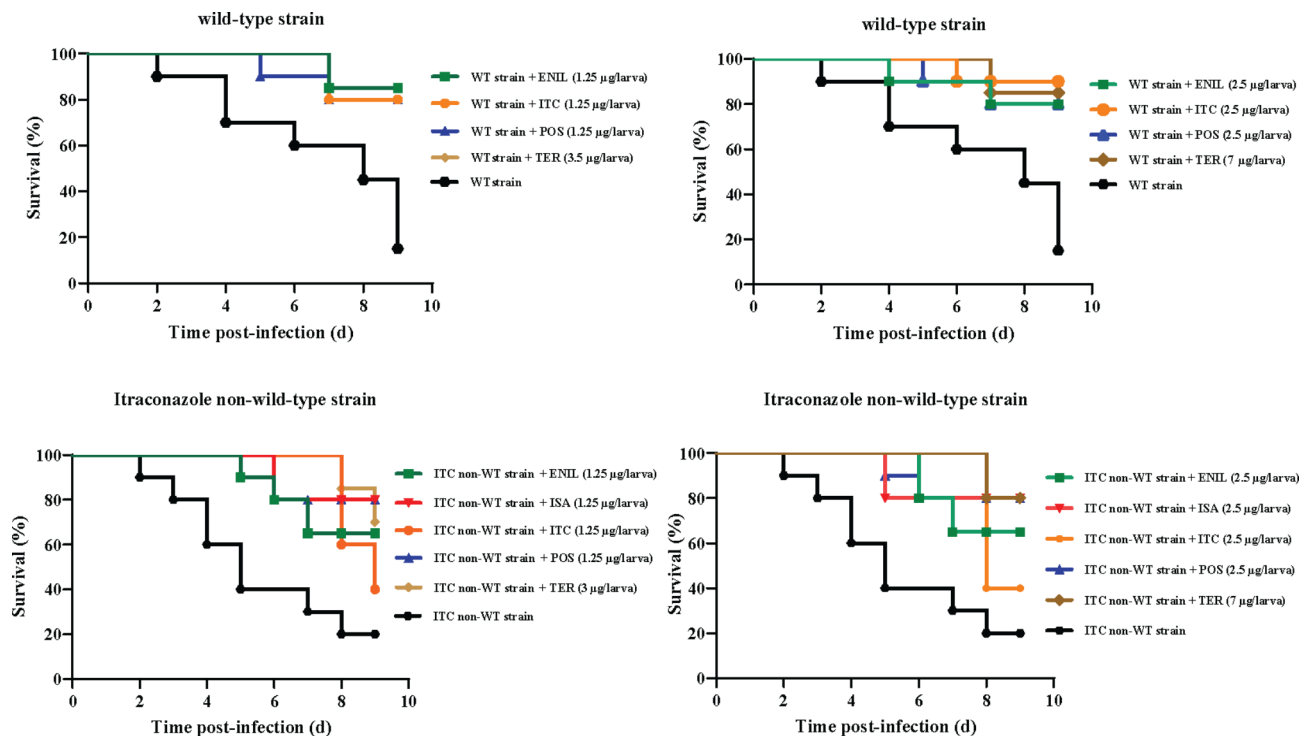 wild-type strain
100
80
60
40
20
0
0 2 4 6 8 10
Survival (%)
Time post-infection (d)
WT strain + ENIL (1.25 µg/larva)
WT strain + ITC (1.25 µg/larva)
WT strain + POS (1.25 µg/larva)
WTstrain + TER (3.5 µg/larva)
WTstrain
wild-type strain
100
80
60
40
20
0
0 2 4 6 8 10
Survival (%)
Time post-infection (d)
WT strain + ENIL (2.5 µg/larva)
WT strain + ITC (2.5 µg/larva)
WT strain + POS (2.5 µg/larva)
WT strain + TER (7 µg/larva)
WT strain
Itraconazole non-wild-type strain
100
80
60
40
20
0
0 2 4 6 8 10
Survival (%)
Time post-infection (d)
ITC non-WT strain + ENIL (1.25 µg/larva)
ITC non-WT strain + ISA (1.25 µg/larva)
ITC non-WT strain + ITC (1.25 µg/larva)
ITC non-WT strain + POS (1.25 µg/larva)
ITC non-WT strain + TER (3 µg/larva)
ITC non-WT strain
Itraconazole non-wild-type strain
100
80
60
40
20
0
0 2 4 6 8 10
Survival (%)
Time post-infection (d)
ITC non-WT strain + ENIL (2.5 µg/larva)
ITC non-WT strain + ISA (2.5 µg/larva)
ITC non-WT strain + ITC (2.5 µg/larva)
ITC non-WT strain + POS (2.5 µg/larva)
ITC non-WT strain + TER (7 µg/larva)
ITC non-WT strain